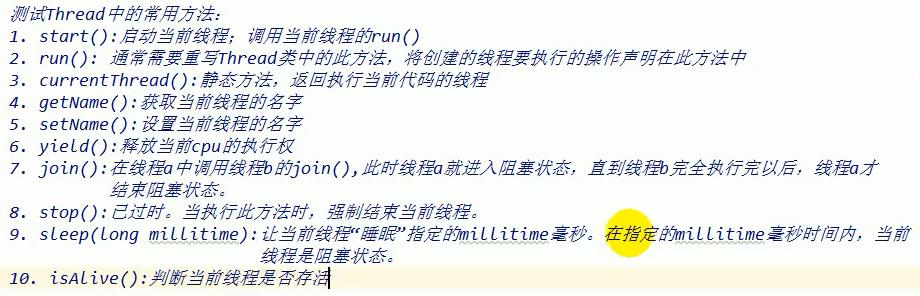 测试Thread中的常用方法:
1. start():启动当前线程；调用当前线程的run()
2. run(): 通常需要重写Thread类中的此方法，将创建的线程要执行的操作声明在此方法中
3. currentThread():静态方法，返回执行当前代码的线程
4. getName():获取当前线程的名字
5. setName():设置当前线程的名字
6. yield():释放当前cpu的执行权
7. join():在线程a中调用线程b的join(),此时线程a就进入阻塞状态，直到线程b完全执行完以后，线程a才
结束阻塞状态。
8. stop():已过时。当执行此方法时，强制结束当前线程。
9. sleep(long millitime):让当前线程“睡眠”指定的millitime毫秒。在指定的millitime毫秒时间内，当前
线程是阻塞状态。
10. isAlive():判断当前线程是否存活